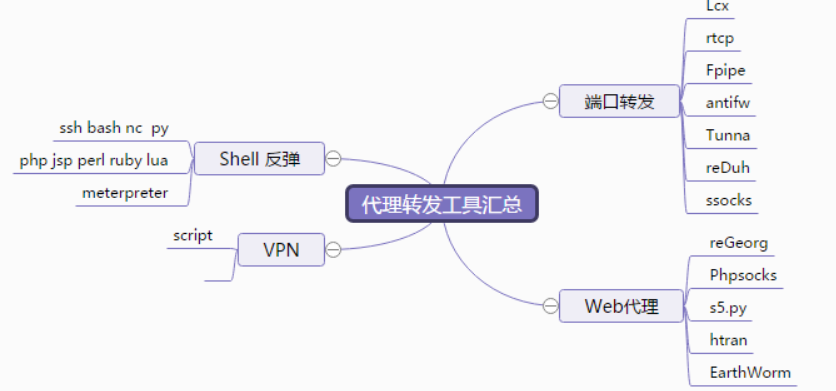 代理转发工具汇总
端口转发
Lcx
rtcp
Fpipe
antifw
Tunna
reDuh
ssocks
Web代理
reGeorg
Phpsocks
s5.py
htran
EarthWorm
Shell 反弹
ssh bash nc  py
php jsp perl ruby lua
meterpreter
VPN
script